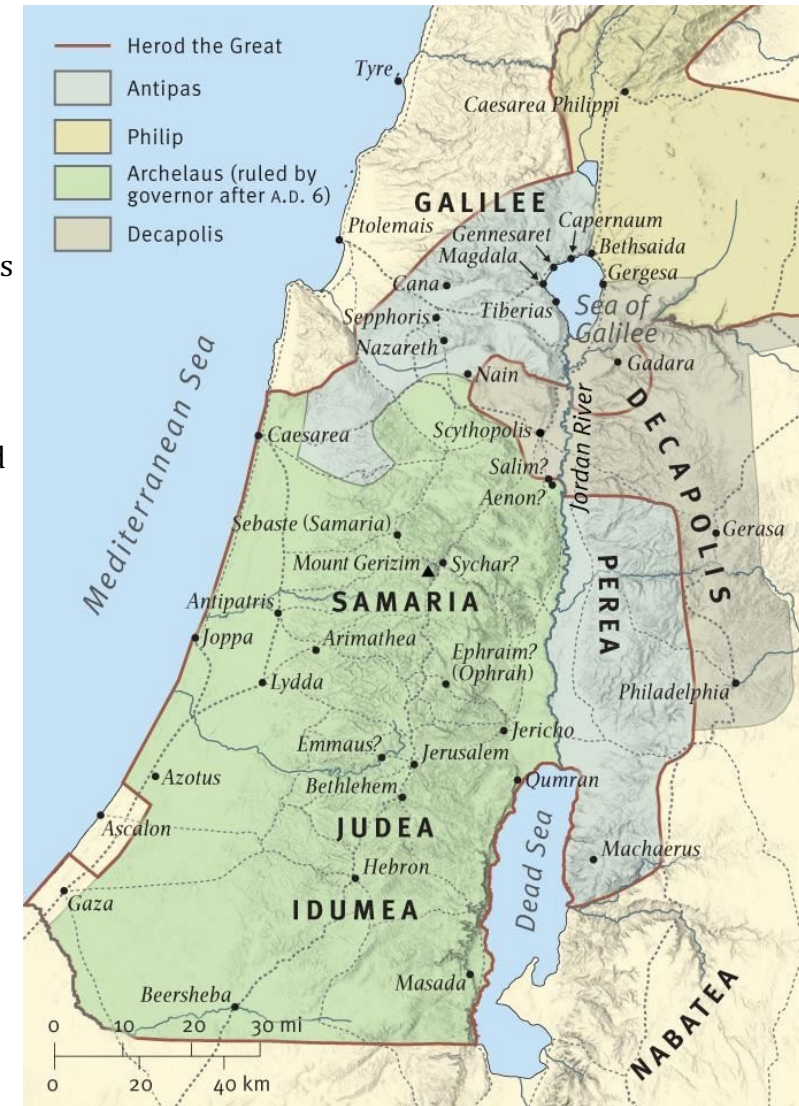 Herod the Great
Antipas
Philip
Archelaus (ruled by
governor after A.D. 6)
Decapolis
s
d
Tyre
Caesarea Philippi
GALILEE
Ptolemais
Capernaum
Gennesaret
Bethsaida
Magdala
Gergesa
Cana
Tiberias
Sea of
Galilee
Sepphoris
Nazareth
Gadara
Nain
Mediterranean Sea
Jordan River
DECAPOLIS
Caesarea
Scythopolis
Salim?
Aenon?
Sebaste (Samaria)
Gerasa
Mount Gerizim
Sychar?
PEREA
SAMARIA
Antipatris
Joppa
Arimathea
Ephraim?
(Ophrah)
Lydda
Philadelphia
Jericho
Emmaus?
Jerusalem
Azotus
Bethlehem
Qumran
Ascalon
JUDEA
Dead Sea
Machaerus
Hebron
Gaza
IDUMEA
Masada
Beersheba
NABATEA
0 10 20 30 mi
0 20 40 km